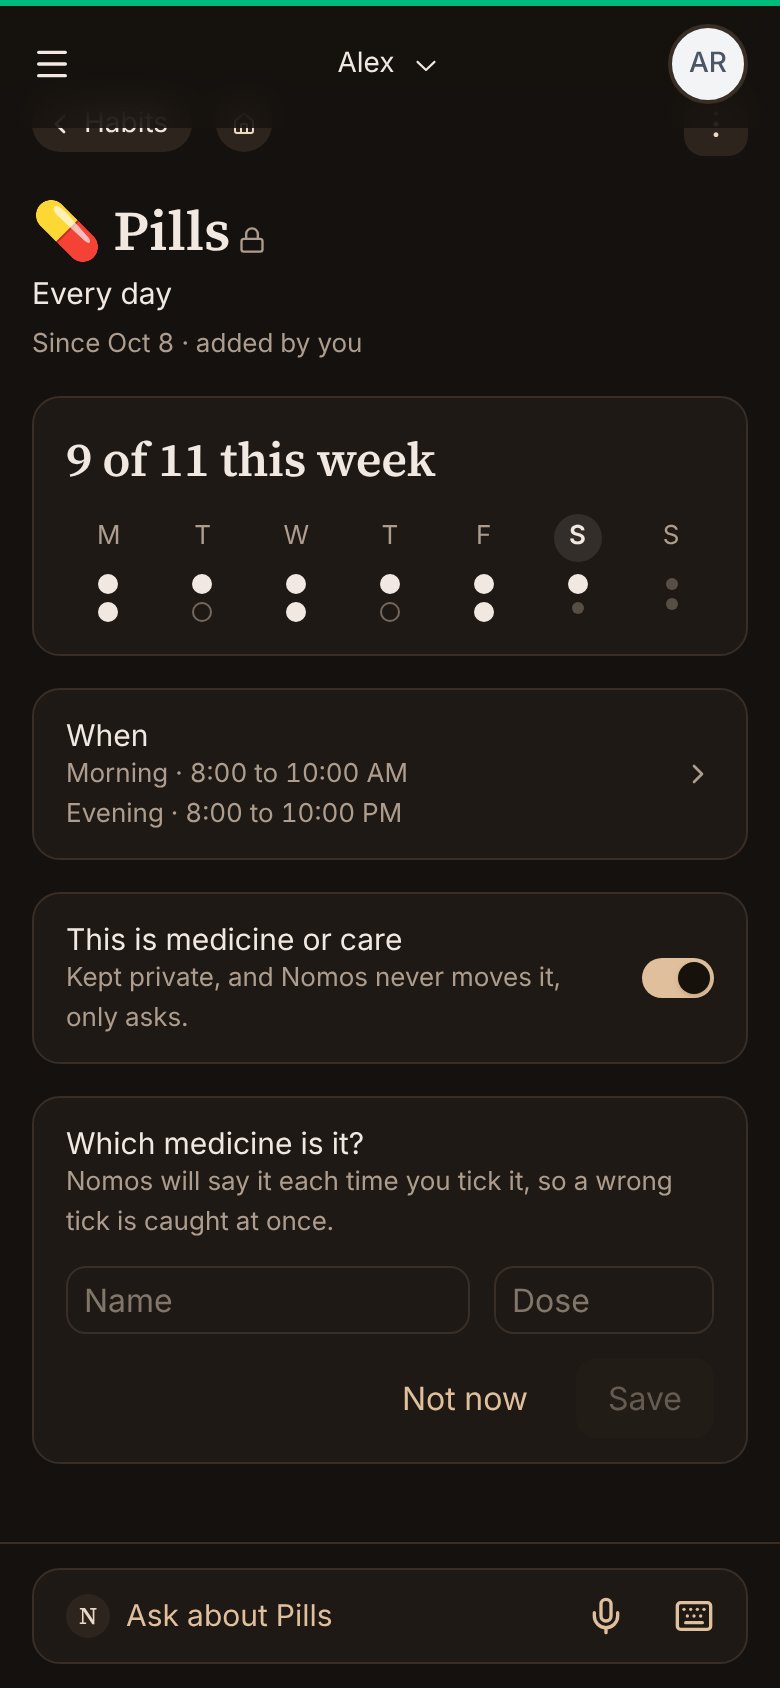 Alex
AR
Habits
Pills
Every day
Since Oct 8 · added by you
9 of 11 this week
M T W T F S S
When
Morning · 8:00 to 10:00 AM
Evening · 8:00 to 10:00 PM
This is medicine or care
Kept private, and Nomos never moves it,
only asks.
Which medicine is it?
Nomos will say it each time you tick it, so a wrong
tick is caught at once.
Name Dose
Not now Save
N Ask about Pills